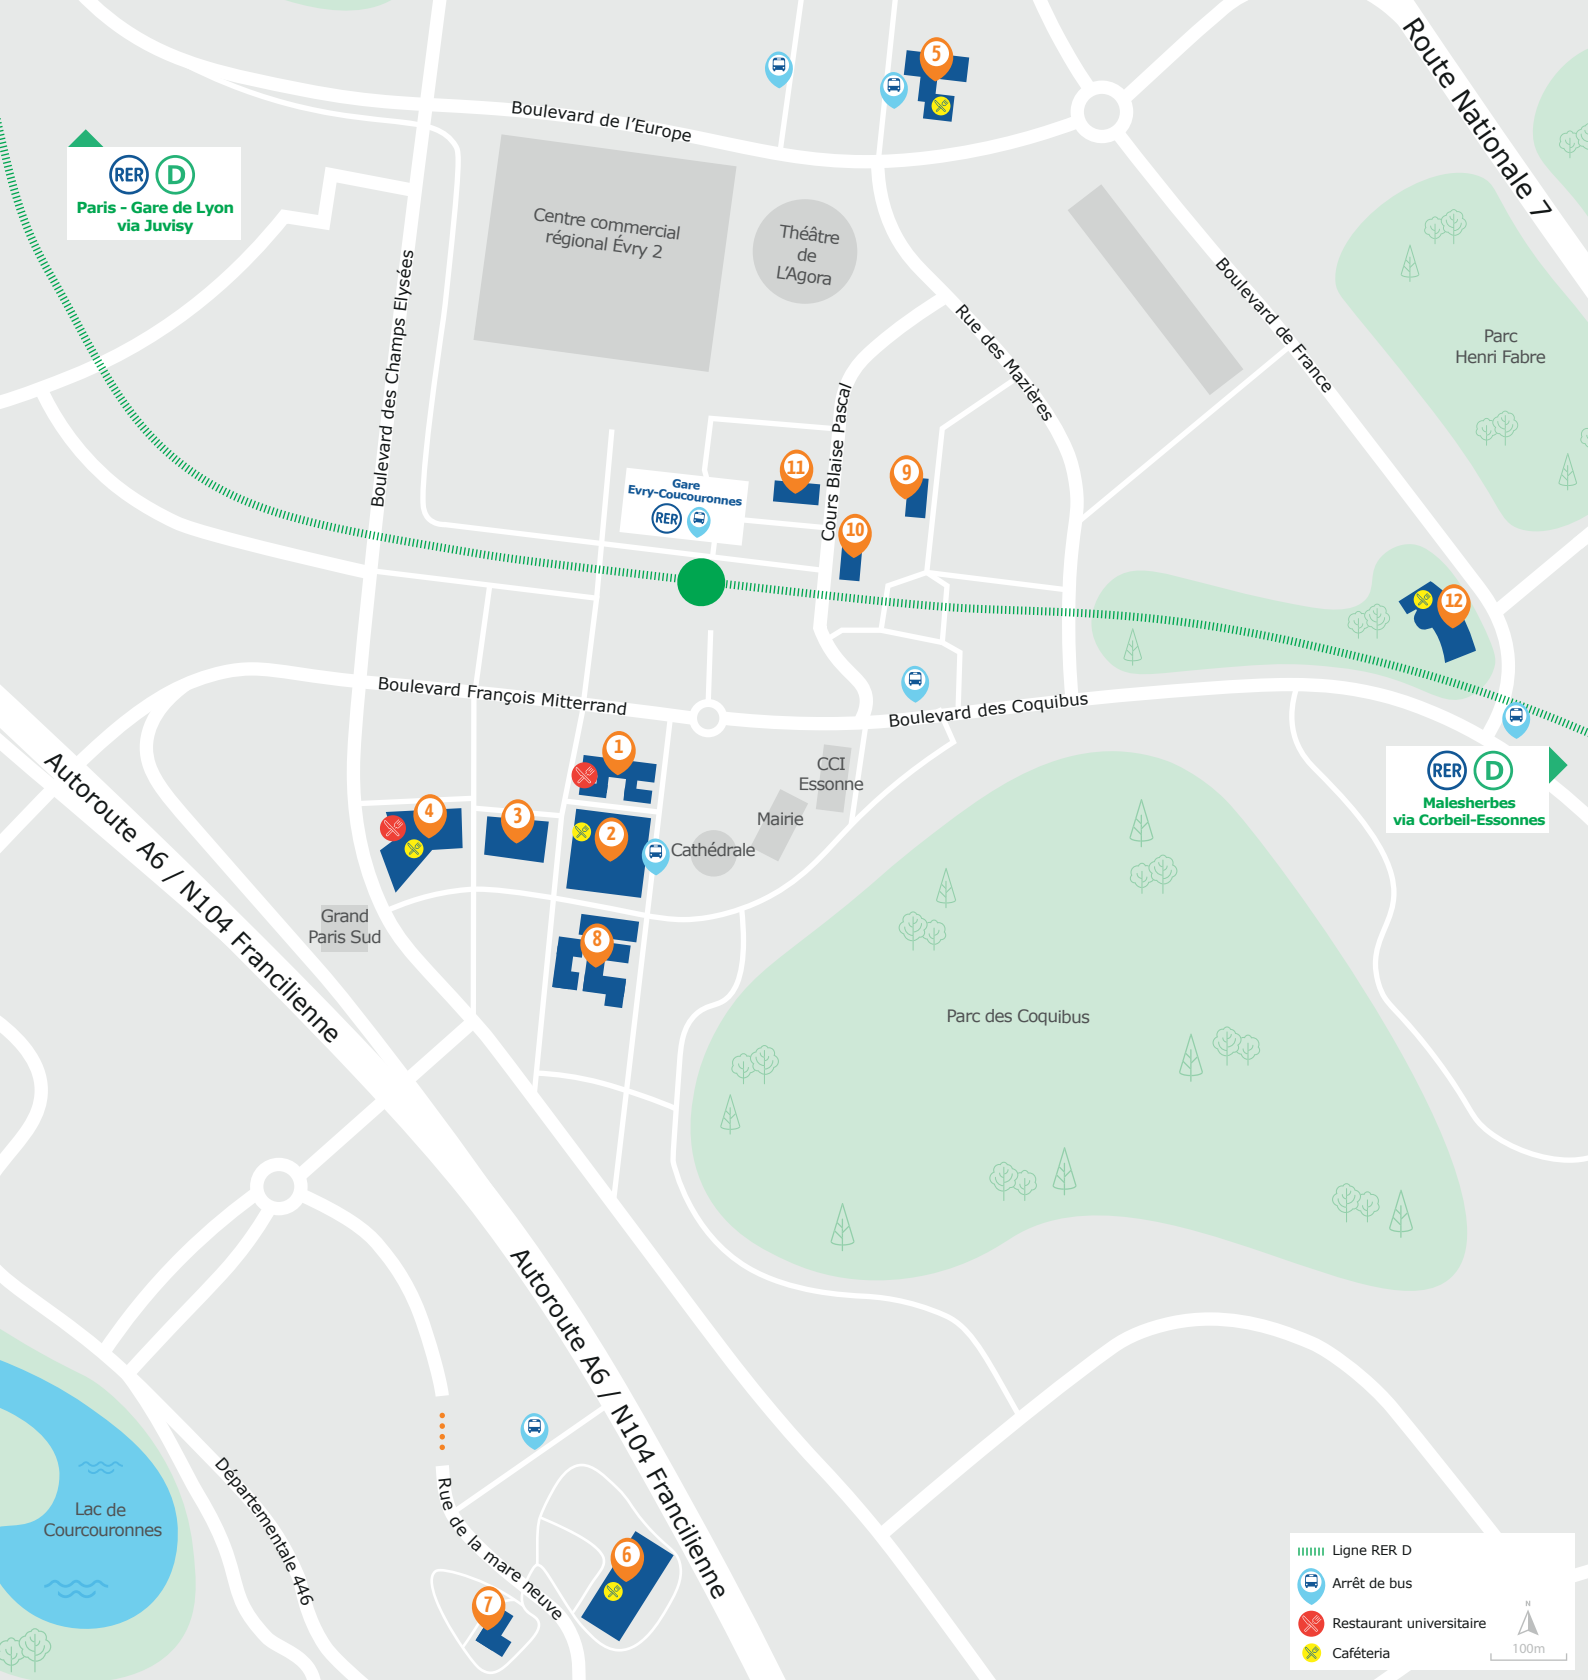 Route Nationale 7
5
Boulevard de l'Europe
RER D
Paris - Gare de Lyon
via Juvisy
Centre commercial
régional Évry 2
Théâtre
de
L'Agora
Boulevard des Champs Elysées
Boulevard de France
Rue des Mazières
Parc
Henri Fabre
Cours Blaise Pascal
11
9
Gare
Evry-Coucouronnes
RER
10
12
Boulevard François Mitterrand
Boulevard des Coquibus
1
CCI
Essonne
RER D
Malesherbes
via Corbeil-Essonnes
Autoroute A6 / N104 Francilienne
4
3
2
Mairie
Cathédrale
Grand
Paris Sud
8
Parc des Coquibus
Autoroute A6 / N104 Francilienne
Lac de
Courcouronnes
Départementale 446
Rue de la mare neuve
6
7
Ligne RER D
Arrêt de bus
Restaurant universitaire
Caféteria
N
100m